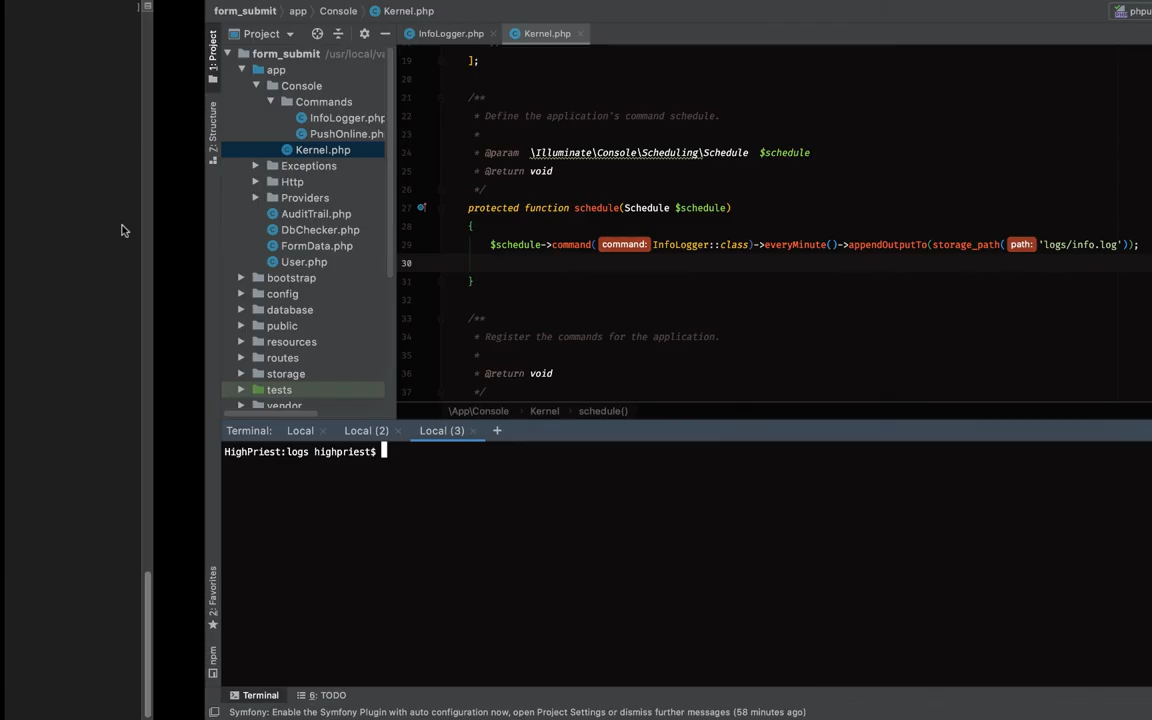 form_submit app Console Kernel.php
phpu
Project
InfoLogger.php Kernel.php
1: Project
7: Structure
2: Favorites
npm
form_submit /usr/local/va
app
Console
Commands
InfoLogger.php
PushOnline.ph
Kernel.php
Exceptions
Http
Providers
AuditTrail.php
DbChecker.php
FormData.php
User.php
bootstrap
config
database
public
resources
routes
storage
tests
vendor
19 ];
20
21 /**
22 * Define the application's command schedule.
23 *
24 * @param \Illuminate\Console\Scheduling\Schedule $schedule
25 * @return void
26 */
27 protected function schedule(Schedule $schedule)
28 {
29 $schedule->command( command: InfoLogger::class)->everyMinute()->appendOutputTo(storage_path( path: 'logs/info.log'));
30
31 }
32
33 /**
34 * Register the commands for the application.
35 *
36 * @return void
37 */
\App\Console Kernel schedule()
Terminal: Local Local (2) Local (3) +
HighPriest:logs highpriest$
Terminal 6: TODO
Symfony: Enable the Symfony Plugin with auto configuration now, open Project Settings or dismiss further messages (58 minutes ago)